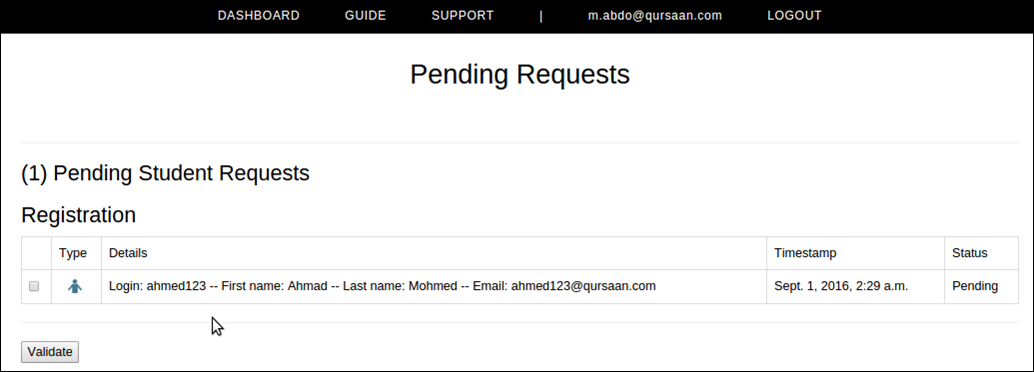 DASHBOARD GUIDE SUPPORT | m.abdo@qursaan.com LOGOUT
Pending Requests
(1) Pending Student Requests
Registration
Type Details Timestamp Status
Login: ahmed123 -- First name: Ahmad -- Last name: Mohmed -- Email: ahmed123@qursaan.com Sept. 1, 2016, 2:29 a.m. Pending
Validate